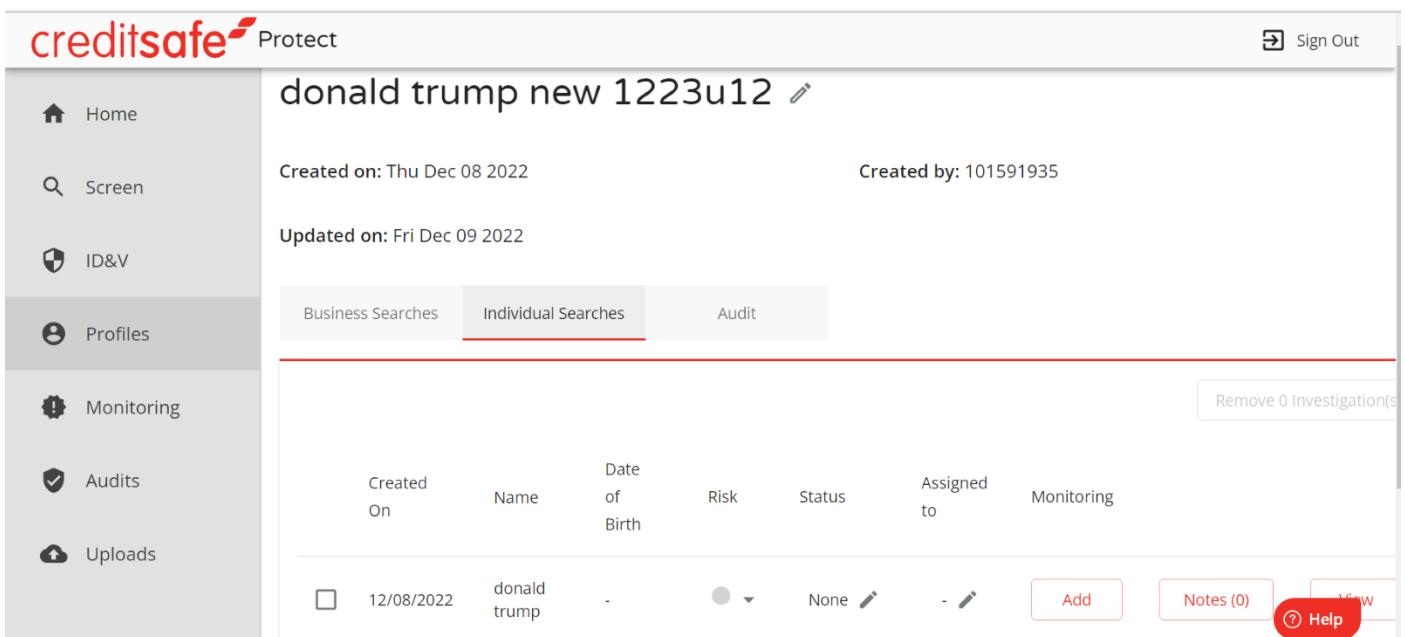 creditsafe Protect
Sign Out
Home
Screen
ID&V
Profiles
Monitoring
Audits
Uploads
donald trump new 1223u12
Created on: Thu Dec 08 2022
Created by: 101591935
Updated on: Fri Dec 09 2022
Business Searches
Individual Searches
Audit
Remove 0 Investigation(s
Created
On
Name
Date
of
Birth
Risk
Status
Assigned
to
Monitoring
12/08/2022
donald
trump
-
None
-
Add
Notes (0)
View
Help